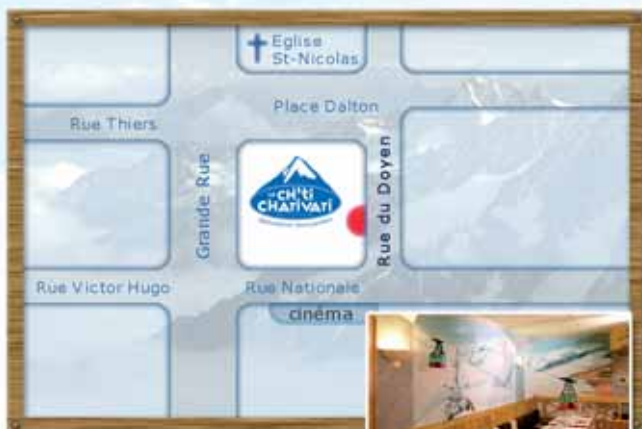 Eglise
St-Nicolas
Place Dalton
Rue Thiers
Grande Rue
CH'ti
CHATIVATI
Rue du Doyen
Rue Victor Hugo
Rue Nationale
cinéma